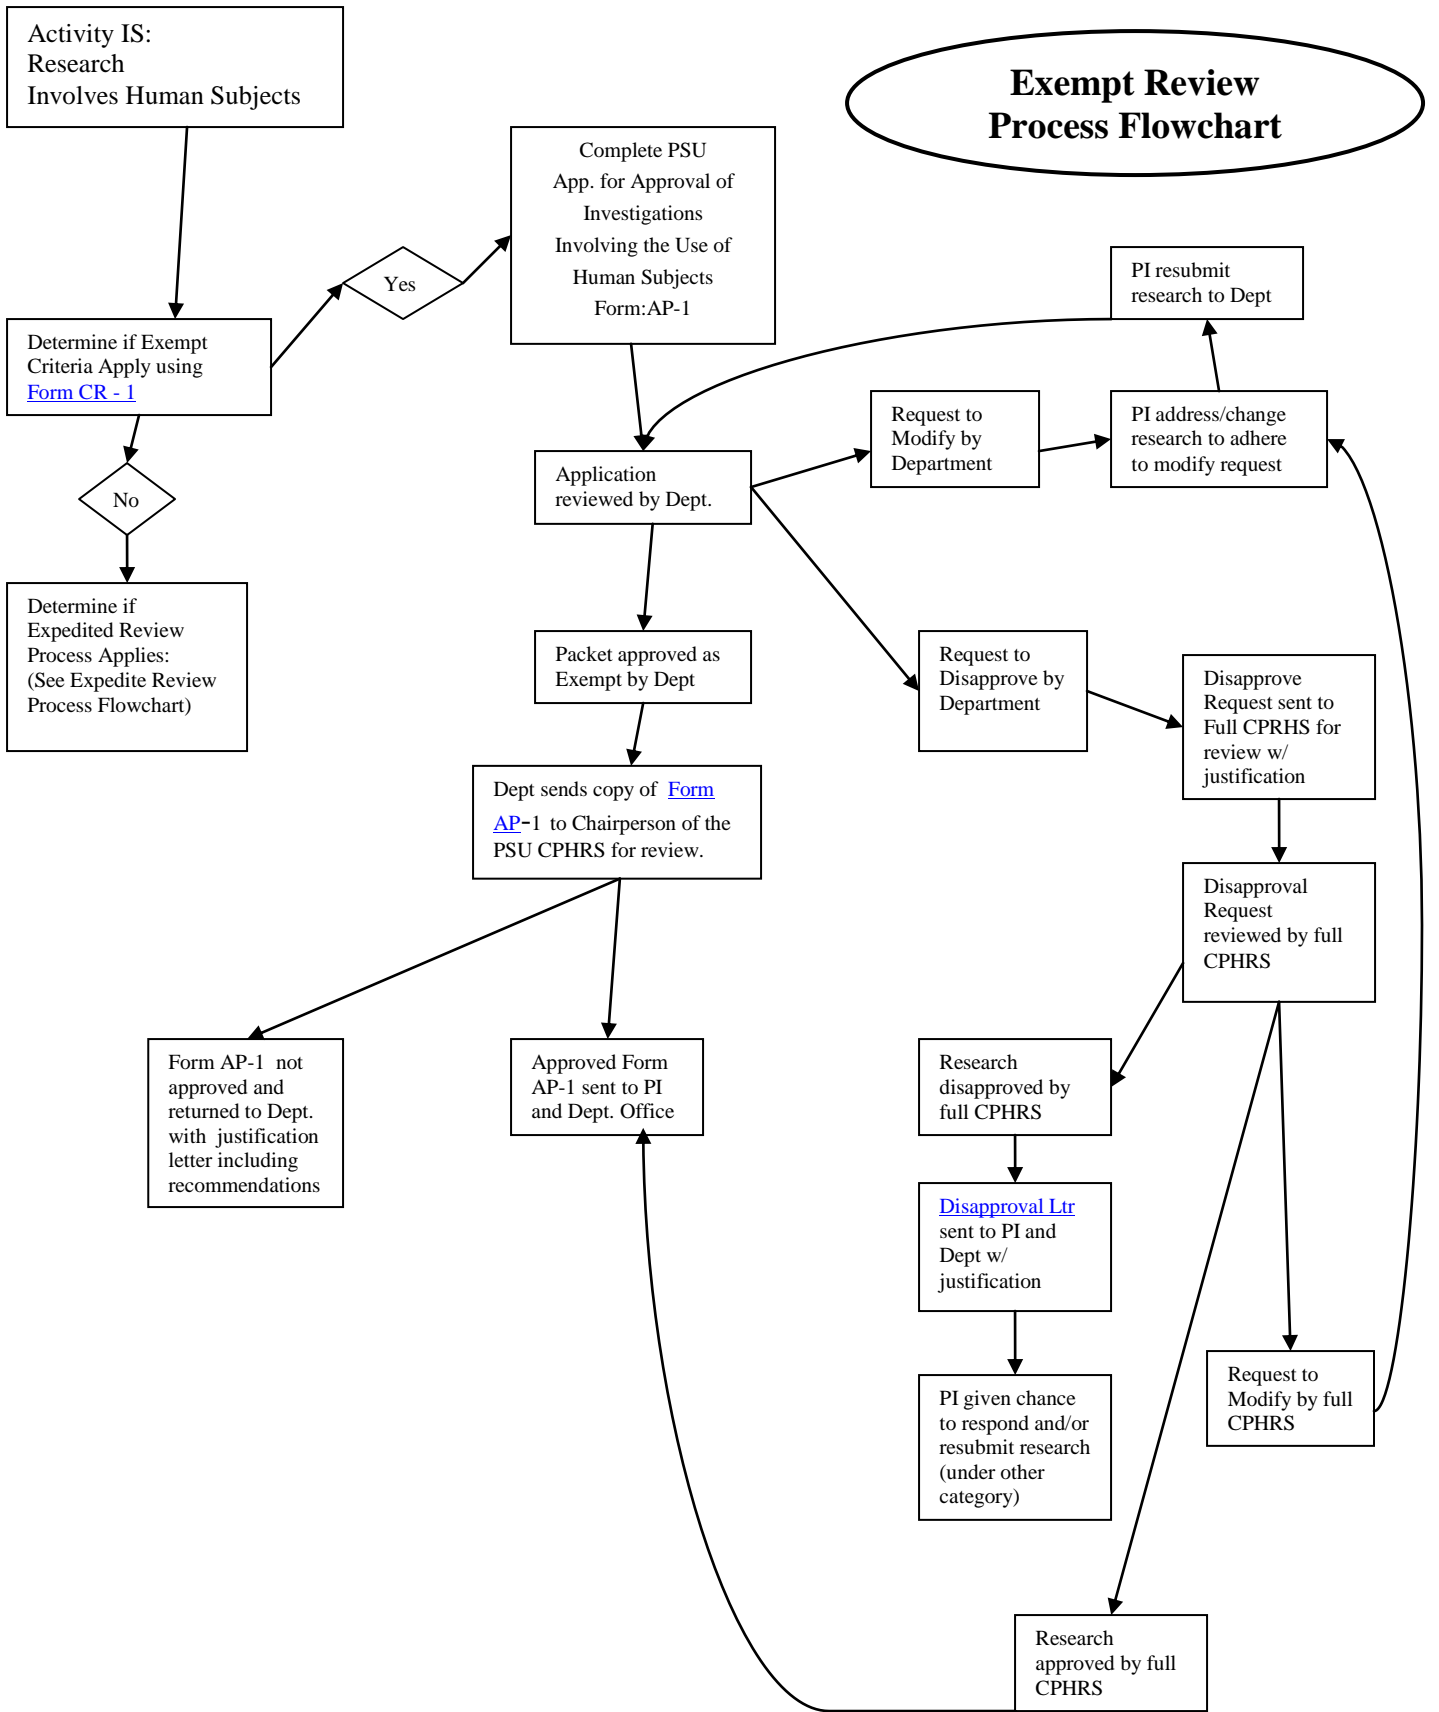 Activity IS:
Research
Involves Human Subjects
Exempt Review
Process Flowchart
Complete PSU
App. for Approval of
Investigations
Involving the Use of
Human Subjects
Form:AP-1
Yes
PI resubmit
research to Dept
Determine if Exempt
Criteria Apply using
Form CR - 1
Request to
Modify by
Department
PI address/change
research to adhere
to modify request
No
Application
reviewed by Dept.
Determine if
Expedited Review
Process Applies:
(See Expedite Review
Process Flowchart)
Packet approved as
Exempt by Dept
Request to
Disapprove by
Department
Disapprove
Request sent to
Full CPRHS for
review w/
justification
Dept sends copy of Form
AP-1 to Chairperson of the
PSU CPHRS for review.
Disapproval
Request
reviewed by full
CPHRS
Form AP-1 not
approved and
returned to Dept.
with justification
letter including
recommendations
Approved Form
AP-1 sent to PI
and Dept. Office
Research
disapproved by
full CPHRS
Disapproval Ltr
sent to PI and
Dept w/
justification
Request to
Modify by full
CPHRS
PI given chance
to respond and/or
resubmit research
(under other
category)
Research
approved by full
CPHRS